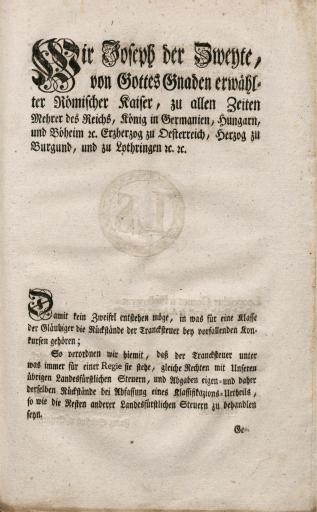 Wir Joseph der Zweyte,
von Gottes Gnaden erwähl-
ter Römischer Kaiser, zu allen Zeiten
Mehrer des Reichs, König in Germanien, Hungarn,
und Böheim ꝛc. Erzherzog zu Oesterreich, Herzog zu
Burgund, und zu Lothringen ꝛc. ꝛc.
Damit kein Zweifel entstehen möge, in was für eine Klasse
der Gläubiger die Rückstände der Trancksteuer bey vorfallenden Kon-
kursen gehören;
So verordnen wir hiemit, daß der Trancksteuer unter
was immer für einer Regie sie stehe, gleiche Rechten mit Unseren
übrigen Landesfürstlichen Steuern, und Abgaben eigen- und daher
derselben Rückstände bei Abfassung eines Klassifikazions-Urtheils,
so wie die Resten anderer Landesfürstlichen Steuern zu behandlen
seyn.
Ge-